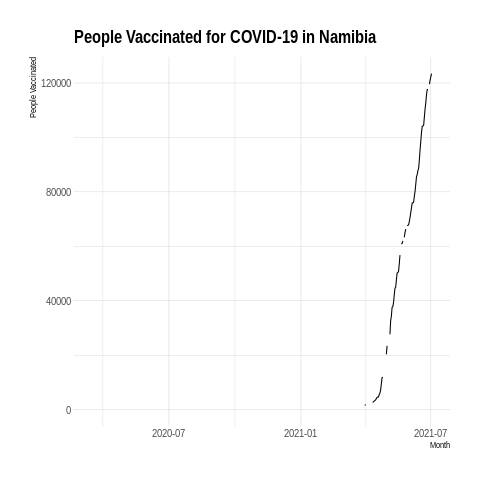 People Vaccinated for COVID-19 in Namibia
People Vaccinated
120000
80000
40000
0
2020-07
2021-01
2021-07
Month